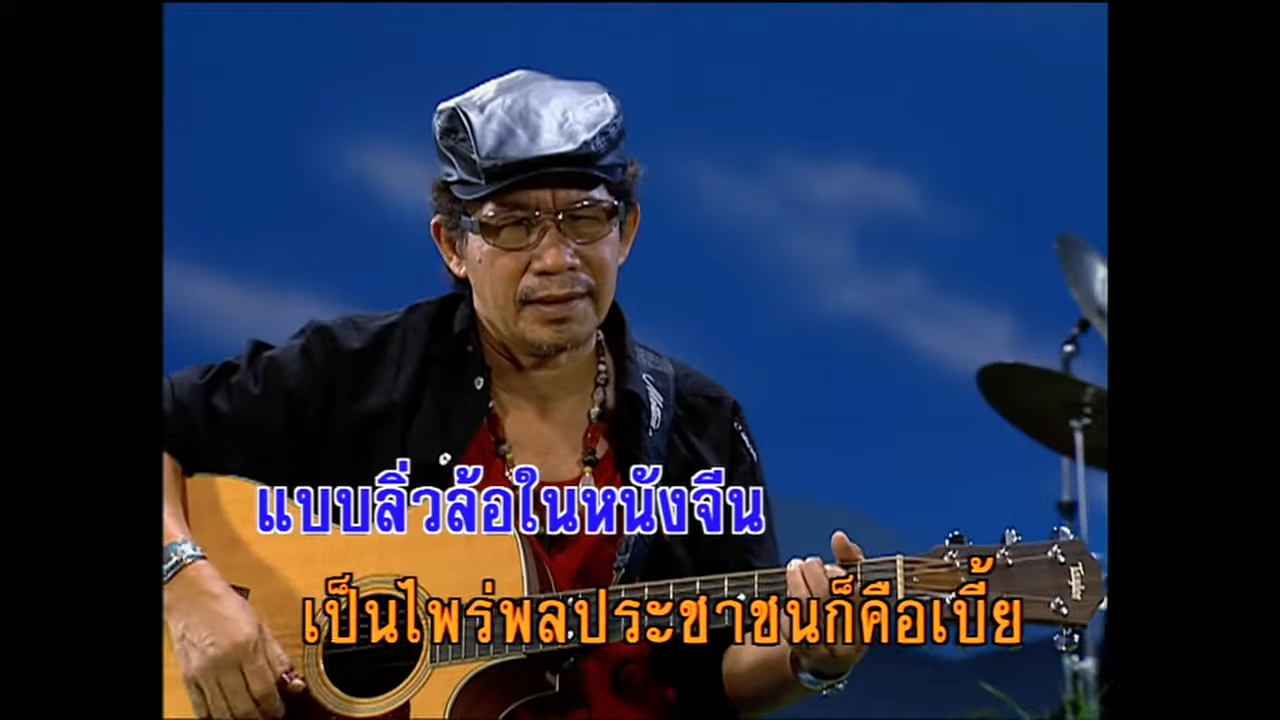 แบบลิ่วล้อในหนังจีน
เป็นไพร่พลประชาชนก็คือเบี้ย
Takamine